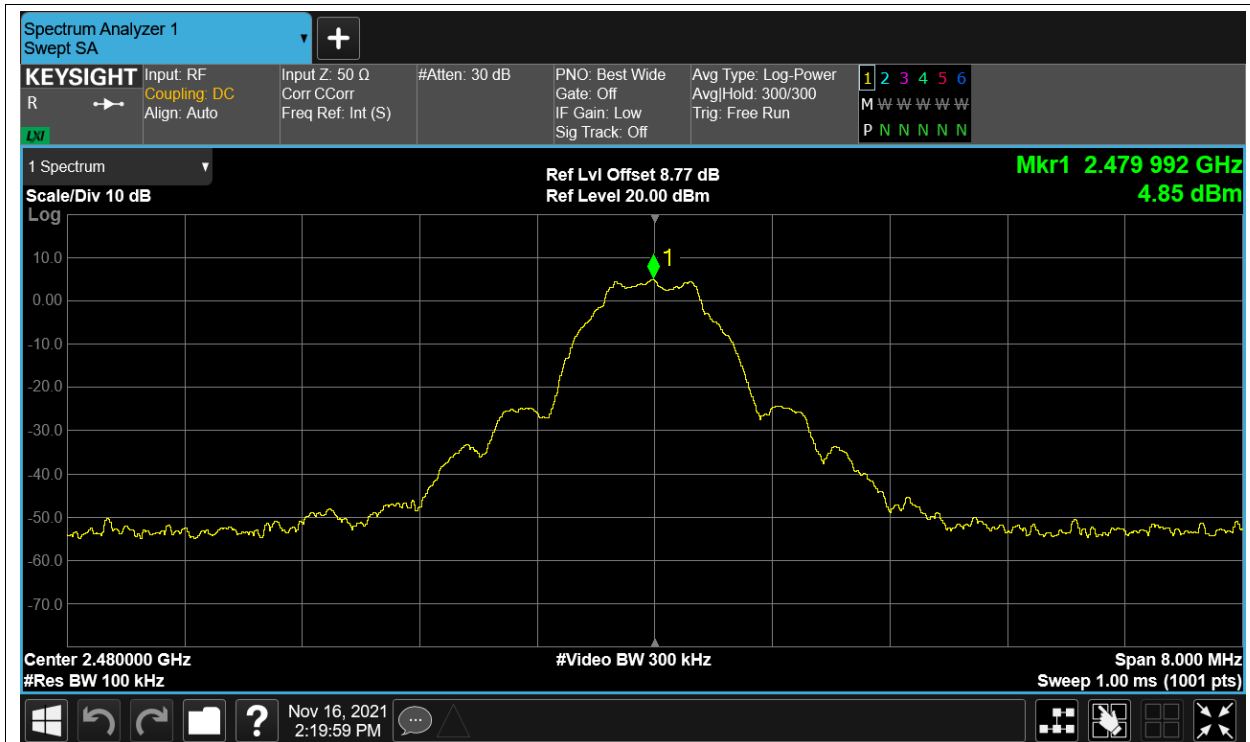 Spectrum Analyzer 1
Swept SA
+
KEYSIGHT
R
LXI
Input: RF
Coupling: DC
Align: Auto
Input Z: 50 Ω
Corr CCorr
Freq Ref: Int (S)
#Atten: 30 dB
PNO: Best Wide
Gate: Off
IF Gain: Low
Sig Track: Off
Avg Type: Log-Power
Avg|Hold: 300/300
Trig: Free Run
1 2 3 4 5 6
M W W W W W
P N N N N N
1 Spectrum
Scale/Div 10 dB
Log
Ref Lvl Offset 8.77 dB
Ref Level 20.00 dBm
Mkr1 2.479 992 GHz
4.85 dBm
1
10.0
0.00
-10.0
-20.0
-30.0
-40.0
-50.0
-60.0
-70.0
Center 2.480000 GHz
#Res BW 100 kHz
#Video BW 300 kHz
Span 8.000 MHz
Sweep 1.00 ms (1001 pts)
?
Nov 16, 2021
2:19:59 PM